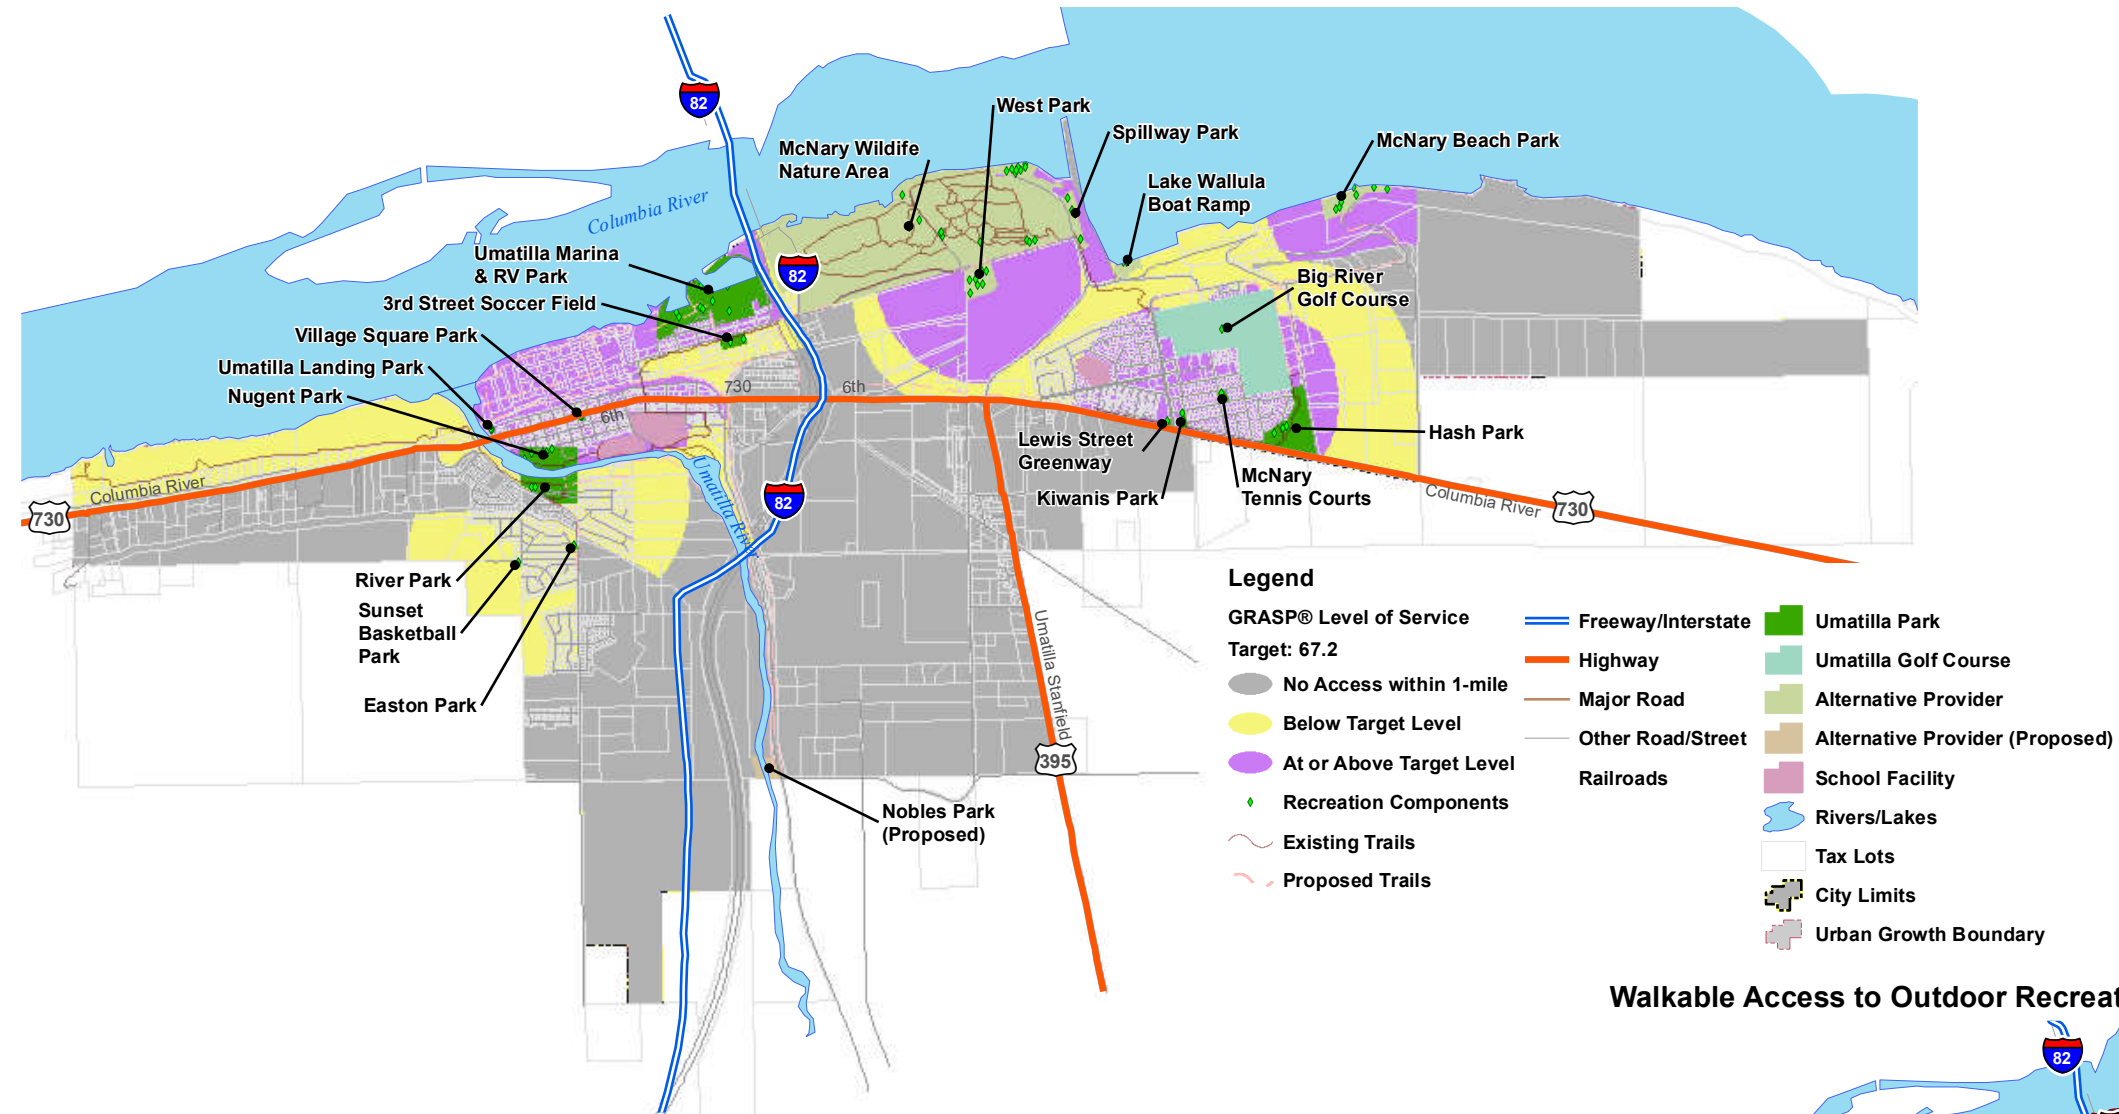 82
West Park
Spillway Park
McNary Beach Park
McNary Wildife
Nature Area
Lake Wallula
Boat Ramp
Columbia River
Umatilla Marina
& RV Park
82
Big River
Golf Course
3rd Street Soccer Field
Village Square Park
Umatilla Landing Park
Nugent Park
730
6th
6th
Lewis Street
Greenway
Hash Park
Kiwanis Park
McNary
Tennis Courts
Columbia River
730
Columbia River
730
Umatilla River
82
River Park
Sunset
Basketball
Park
Easton Park
Umatilla Stanfield
395
Nobles Park
(Proposed)
Legend
GRASP® Level of Service
Target: 67.2
No Access within 1-mile
Below Target Level
At or Above Target Level
Recreation Components
Existing Trails
Proposed Trails
Freeway/Interstate
Highway
Major Road
Other Road/Street
Railroads
Umatilla Park
Umatilla Golf Course
Alternative Provider
Alternative Provider (Proposed)
School Facility
Rivers/Lakes
Tax Lots
City Limits
Urban Growth Boundary
Walkable Access to Outdoor Recreat
82